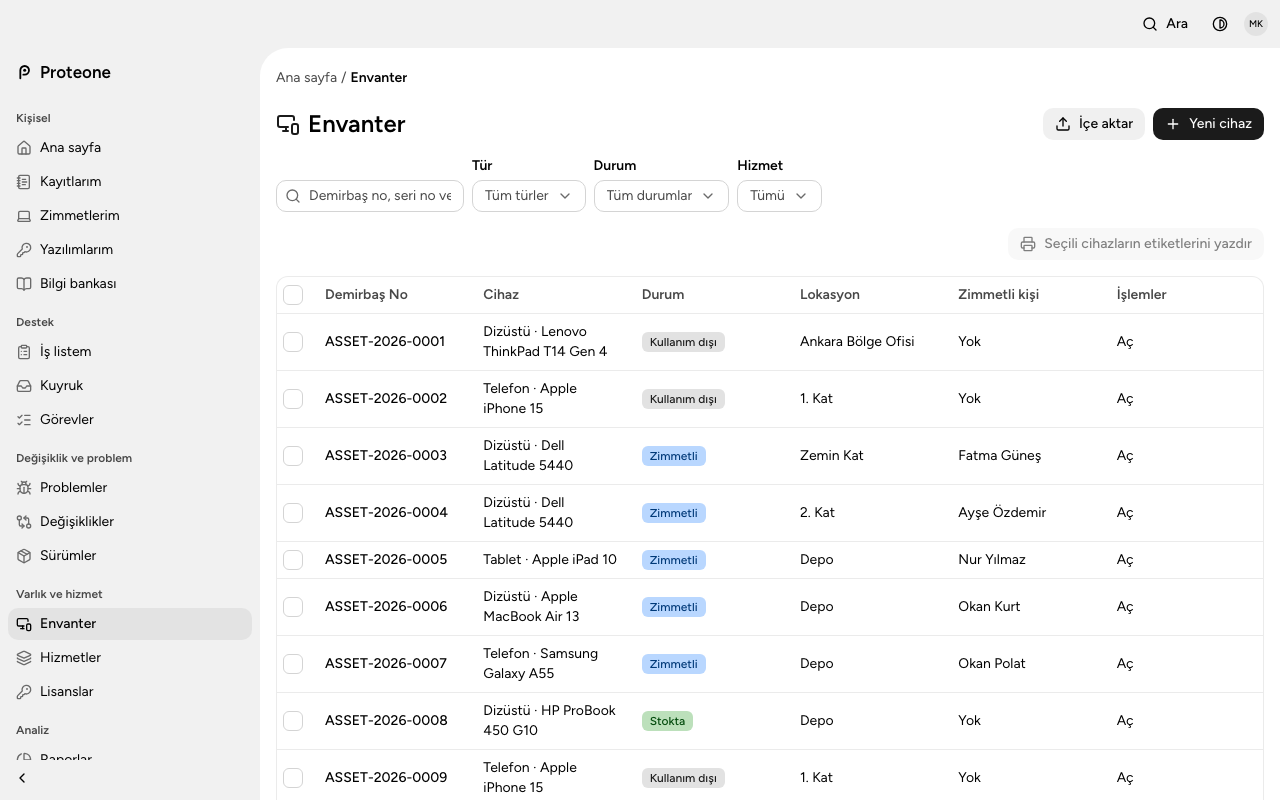 Ara
MK
Proteone
Kişisel
Ana sayfa
Kayıtlarım
Zimmetlerim
Yazılımlarım
Bilgi bankası
Destek
İş listem
Kuyruk
Görevler
Değişiklik ve problem
Problemler
Değişiklikler
Sürümler
Varlık ve hizmet
Envanter
Hizmetler
Lisanslar
Analiz
Raporlar
Ana sayfa / Envanter
Envanter
İçe aktar
Yeni cihaz
Tür
Durum
Hizmet
Demirbaş no, seri no ve
Tüm türler
Tüm durumlar
Tümü
Seçili cihazların etiketlerini yazdır
Demirbaş No Cihaz Durum Lokasyon Zimmetli kişi İşlemler
ASSET-2026-0001 Dizüstü · Lenovo
ThinkPad T14 Gen 4 Kullanım dışı Ankara Bölge Ofisi Yok Aç
ASSET-2026-0002 Telefon · Apple
iPhone 15 Kullanım dışı 1. Kat Yok Aç
ASSET-2026-0003 Dizüstü · Dell
Latitude 5440 Zimmetli Zemin Kat Fatma Güneş Aç
ASSET-2026-0004 Dizüstü · Dell
Latitude 5440 Zimmetli 2. Kat Ayşe Özdemir Aç
ASSET-2026-0005 Tablet · Apple iPad 10 Zimmetli Depo Nur Yılmaz Aç
ASSET-2026-0006 Dizüstü · Apple
MacBook Air 13 Zimmetli Depo Okan Kurt Aç
ASSET-2026-0007 Telefon · Samsung
Galaxy A55 Zimmetli Depo Okan Polat Aç
ASSET-2026-0008 Dizüstü · HP ProBook
450 G10 Stokta Depo Yok Aç
ASSET-2026-0009 Telefon · Apple
iPhone 15 Kullanım dışı 1. Kat Yok Aç